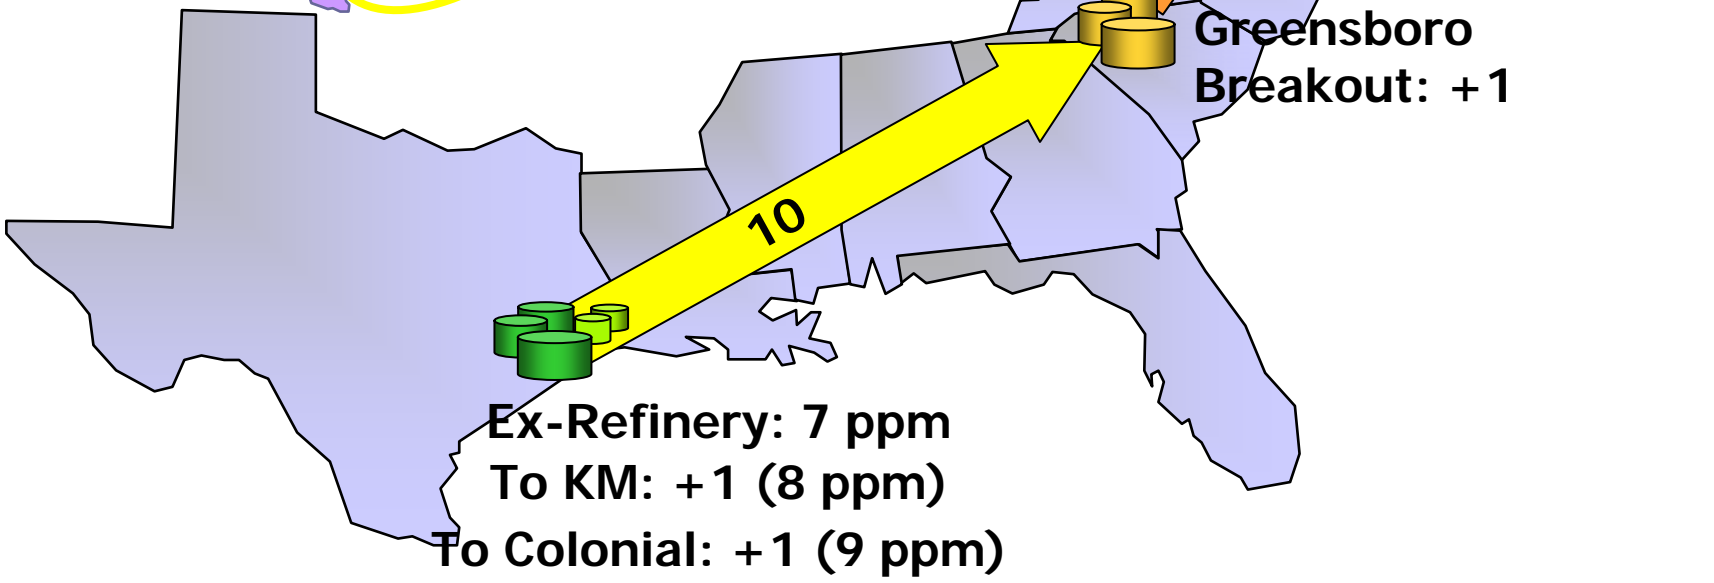 Greensboro
Breakout: +1
10
Ex-Refinery: 7 ppm
To KM: +1 (8 ppm)
To Colonial: +1 (9 ppm)